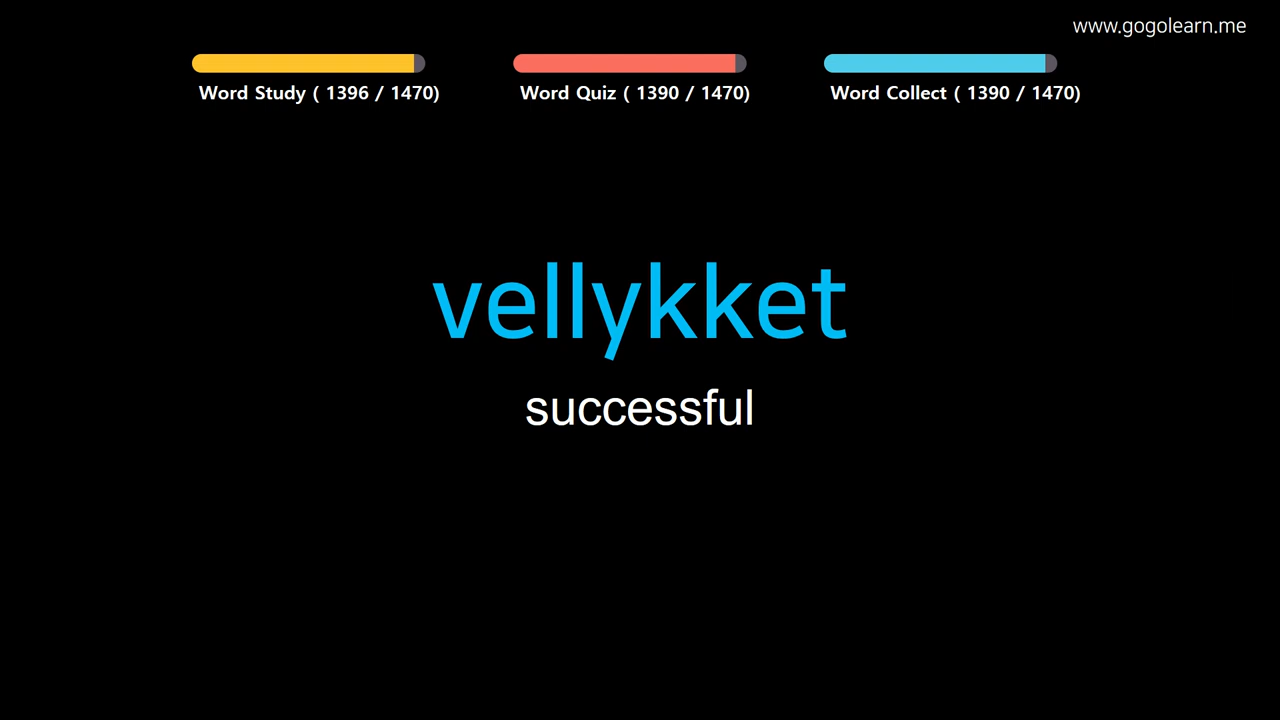 www.gogolearn.me
Word Study ( 1396 / 1470)
Word Quiz ( 1390 / 1470)
Word Collect ( 1390 / 1470)
vellykket
successful